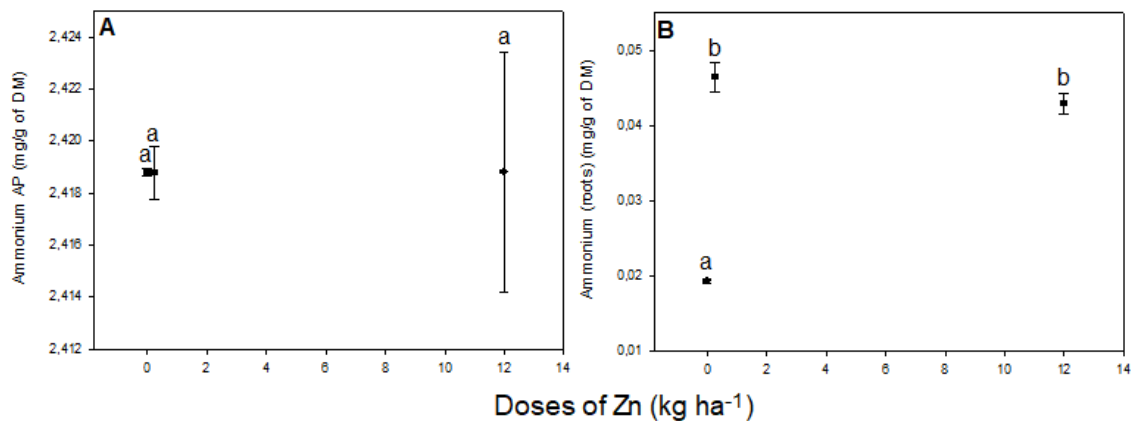 A
Ammonium AP (mg/g of DM)
2,424
2,422
2,420
2,418
2,416
2,414
2,412
a
a
a
0 2 4 6 8 10 12 14
B
Ammonium (roots) (mg/g of DM)
0,05
0,04
0,03
0,02
0,01
b
b
a
0 2 4 6 8 10 12 14
Doses of Zn (kg ha⁻¹)